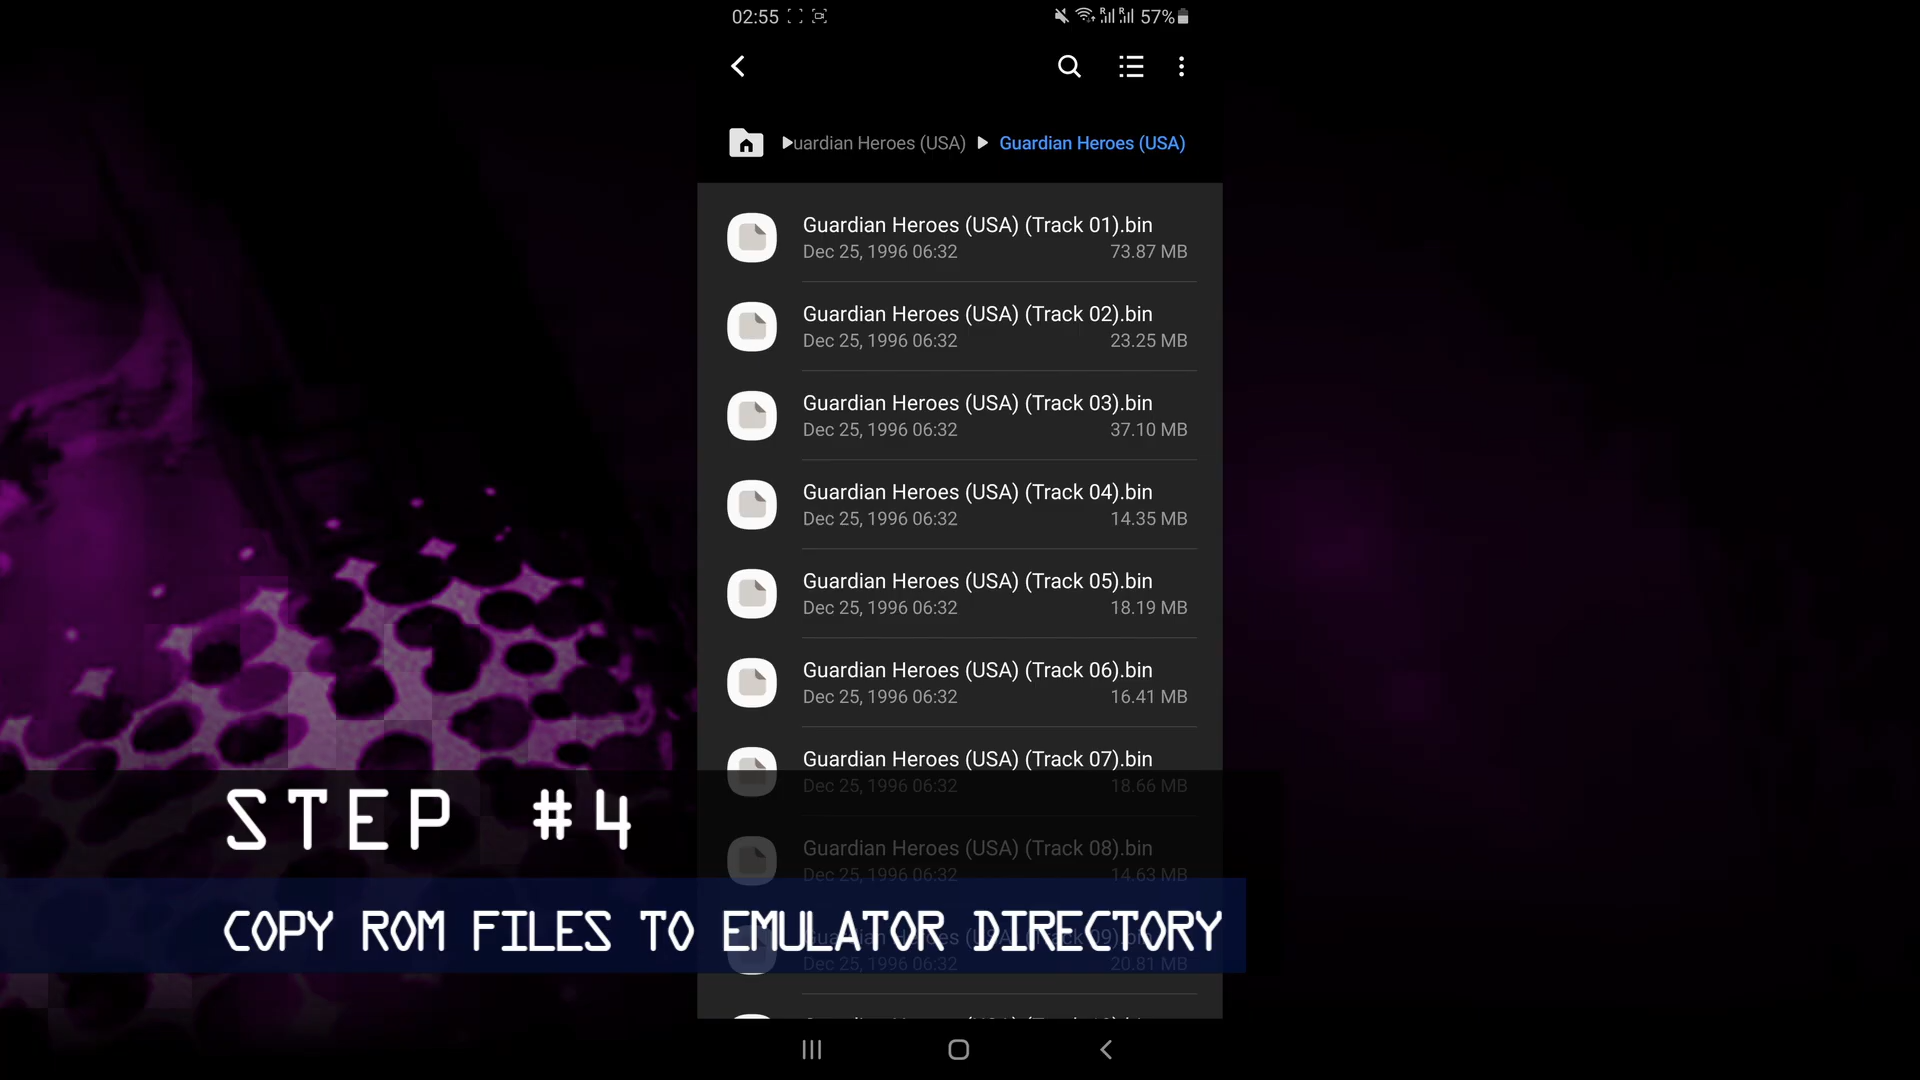 02:55 57%
uardian Heroes (USA) Guardian Heroes (USA)
Guardian Heroes (USA) (Track 01).bin
Dec 25, 1996 06:32 73.87 MB
Guardian Heroes (USA) (Track 02).bin
Dec 25, 1996 06:32 23.25 MB
Guardian Heroes (USA) (Track 03).bin
Dec 25, 1996 06:32 37.10 MB
Guardian Heroes (USA) (Track 04).bin
Dec 25, 1996 06:32 14.35 MB
Guardian Heroes (USA) (Track 05).bin
Dec 25, 1996 06:32 18.19 MB
Guardian Heroes (USA) (Track 06).bin
Dec 25, 1996 06:32 16.41 MB
Guardian Heroes (USA) (Track 07).bin
Dec 25, 1996 06:32 18.66 MB
STEP #4
Guardian Heroes (USA) (Track 08).bin
Dec 25, 1996 06:32 14.63 MB
COPY ROM FILES TO EMULATOR DIRECTORY
Dec 25, 1996 06:32 20.81 MB